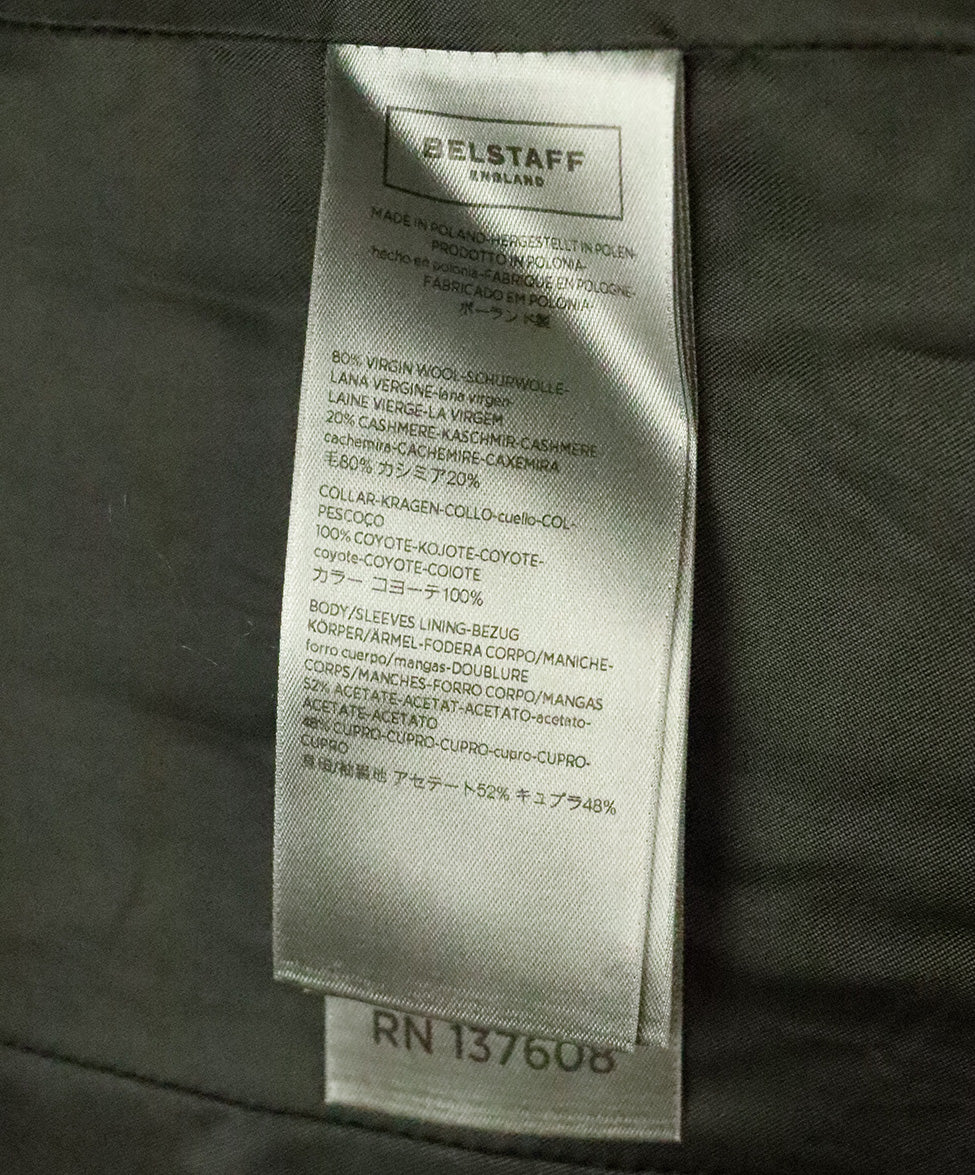 BELSTAFF
ENGLAND
MADE IN POLAND-HERGESTELLT IN POLEN-
PRODOTTO IN POLONIA-
hecho en polonia-FABRIQUE EN POLOGNE-
FABRICADO EM POLONIA-
ポーランド製
80% VIRGIN WOOL-SCHURWOLLE-
LANA VERGINE-lana virgen-
LAINE VIERGE-LA VIRGEM
20% CASHMERE-KASCHMIR-CASHMERE
cachemira-CACHEMIRE-CAXEMIRA
毛80% カシミア20%
COLLAR-KRAGEN-COLLO-cuello-COL-
PESCOÇO
100% COYOTE-KOJOTE-COYOTE-
coyote-COYOTE-COIOTE
カラー コヨーテ100%
BODY/SLEEVES LINING-BEZUG
KÖRPER/ÄRMEL-FODERA CORPO/MANICHE-
forro cuerpo/mangas-DOUBLURE
CORPS/MANCHES-FORRO CORPO/MANGAS
52% ACETATE-ACETAT-ACETATO-acetato-
ACETATE-ACETATO
48% CUPRO-CUPRO-CUPRO-cupro-CUPRO-
CUPRO
身頃/袖裏地 アセテート52% キュプラ48%
RN 137608